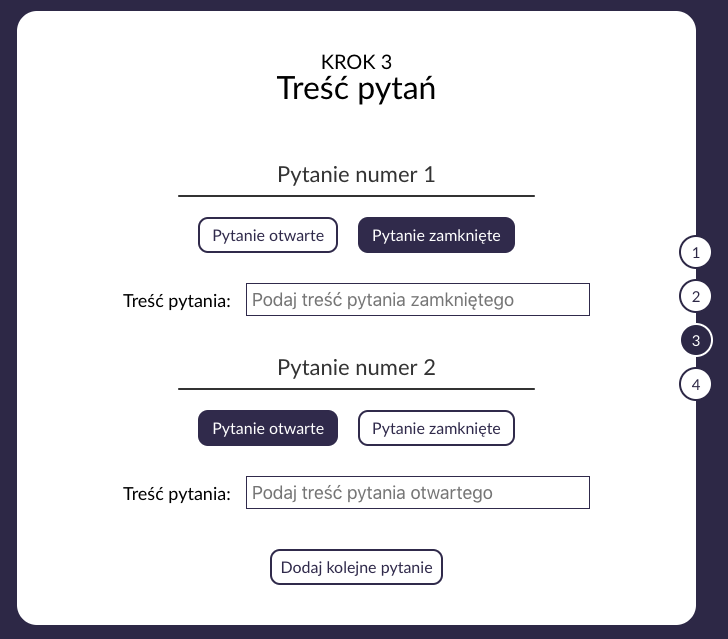 KROK 3
Treść pytań
Pytanie numer 1
Pytanie otwarte Pytanie zamknięte
Treść pytania: Podaj treść pytania zamkniętego
Pytanie numer 2
Pytanie otwarte Pytanie zamknięte
Treść pytania: Podaj treść pytania otwartego
Dodaj kolejne pytanie
1
2
3
4